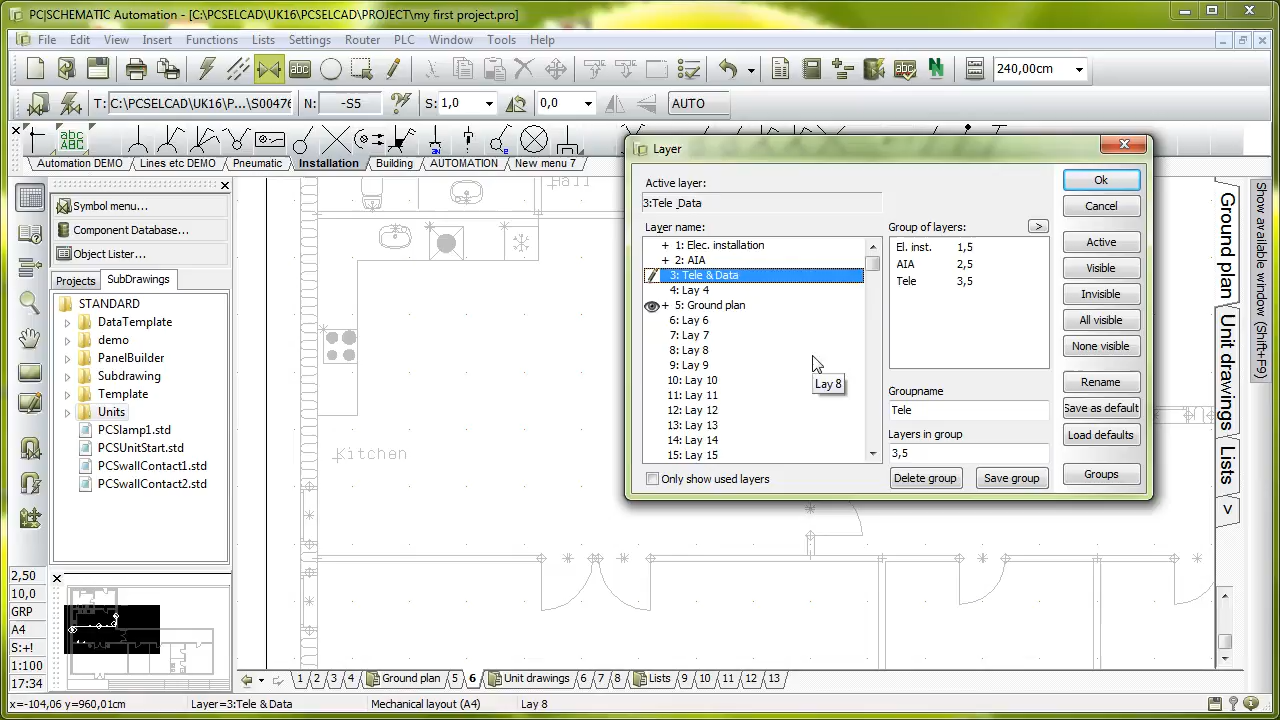 PC|SCHEMATIC Automation - [C:\PCSELCAD\UK16\PCSELCAD\PROJECT\my first project.pro]
File Edit View Insert Functions Lists Settings Router PLC Window Tools Help
240,00cm
T: C:\PCSELCAD\UK16\P...\S00476 N: -S5 S: 1,0 0,0 AUTO
Automation DEMO Lines etc DEMO Pneumatic Installation Building AUTOMATION New menu 7
Symbol menu...
Component Database...
Object Lister...
Projects SubDrawings
STANDARD
DataTemplate
demo
PanelBuilder
Subdrawing
Template
Units
PCSlamp1.std
PCSUnitStart.std
PCSwallContact1.std
PCSwallContact2.std
2,50
10,0
GRP
A4
S:+!
1:100
17:34
Hall
Kitchen
Layer
Active layer:
3:Tele _Data
Layer name:
+ 1: Elec. installation
+ 2: AIA
3: Tele & Data
4: Lay 4
+ 5: Ground plan
6: Lay 6
7: Lay 7
8: Lay 8
9: Lay 9
10: Lay 10
11: Lay 11
12: Lay 12
13: Lay 13
14: Lay 14
15: Lay 15
Lay 8
Only show used layers
Group of layers: >
El. inst. 1,5
AIA 2,5
Tele 3,5
Groupname
Tele
Layers in group
3,5
Delete group Save group
Ok
Cancel
Active
Visible
Invisible
All visible
None visible
Rename
Save as default
Load defaults
Groups
Ground plan
Unit drawings
Lists
>
Show available window (Shift+F9)
1 2 3 4 Ground plan 5 6 Unit drawings 6 7 8 Lists 9 10 11 12 13
x=-104,06 y=960,01cm Layer=3:Tele & Data Mechanical layout (A4) Lay 8